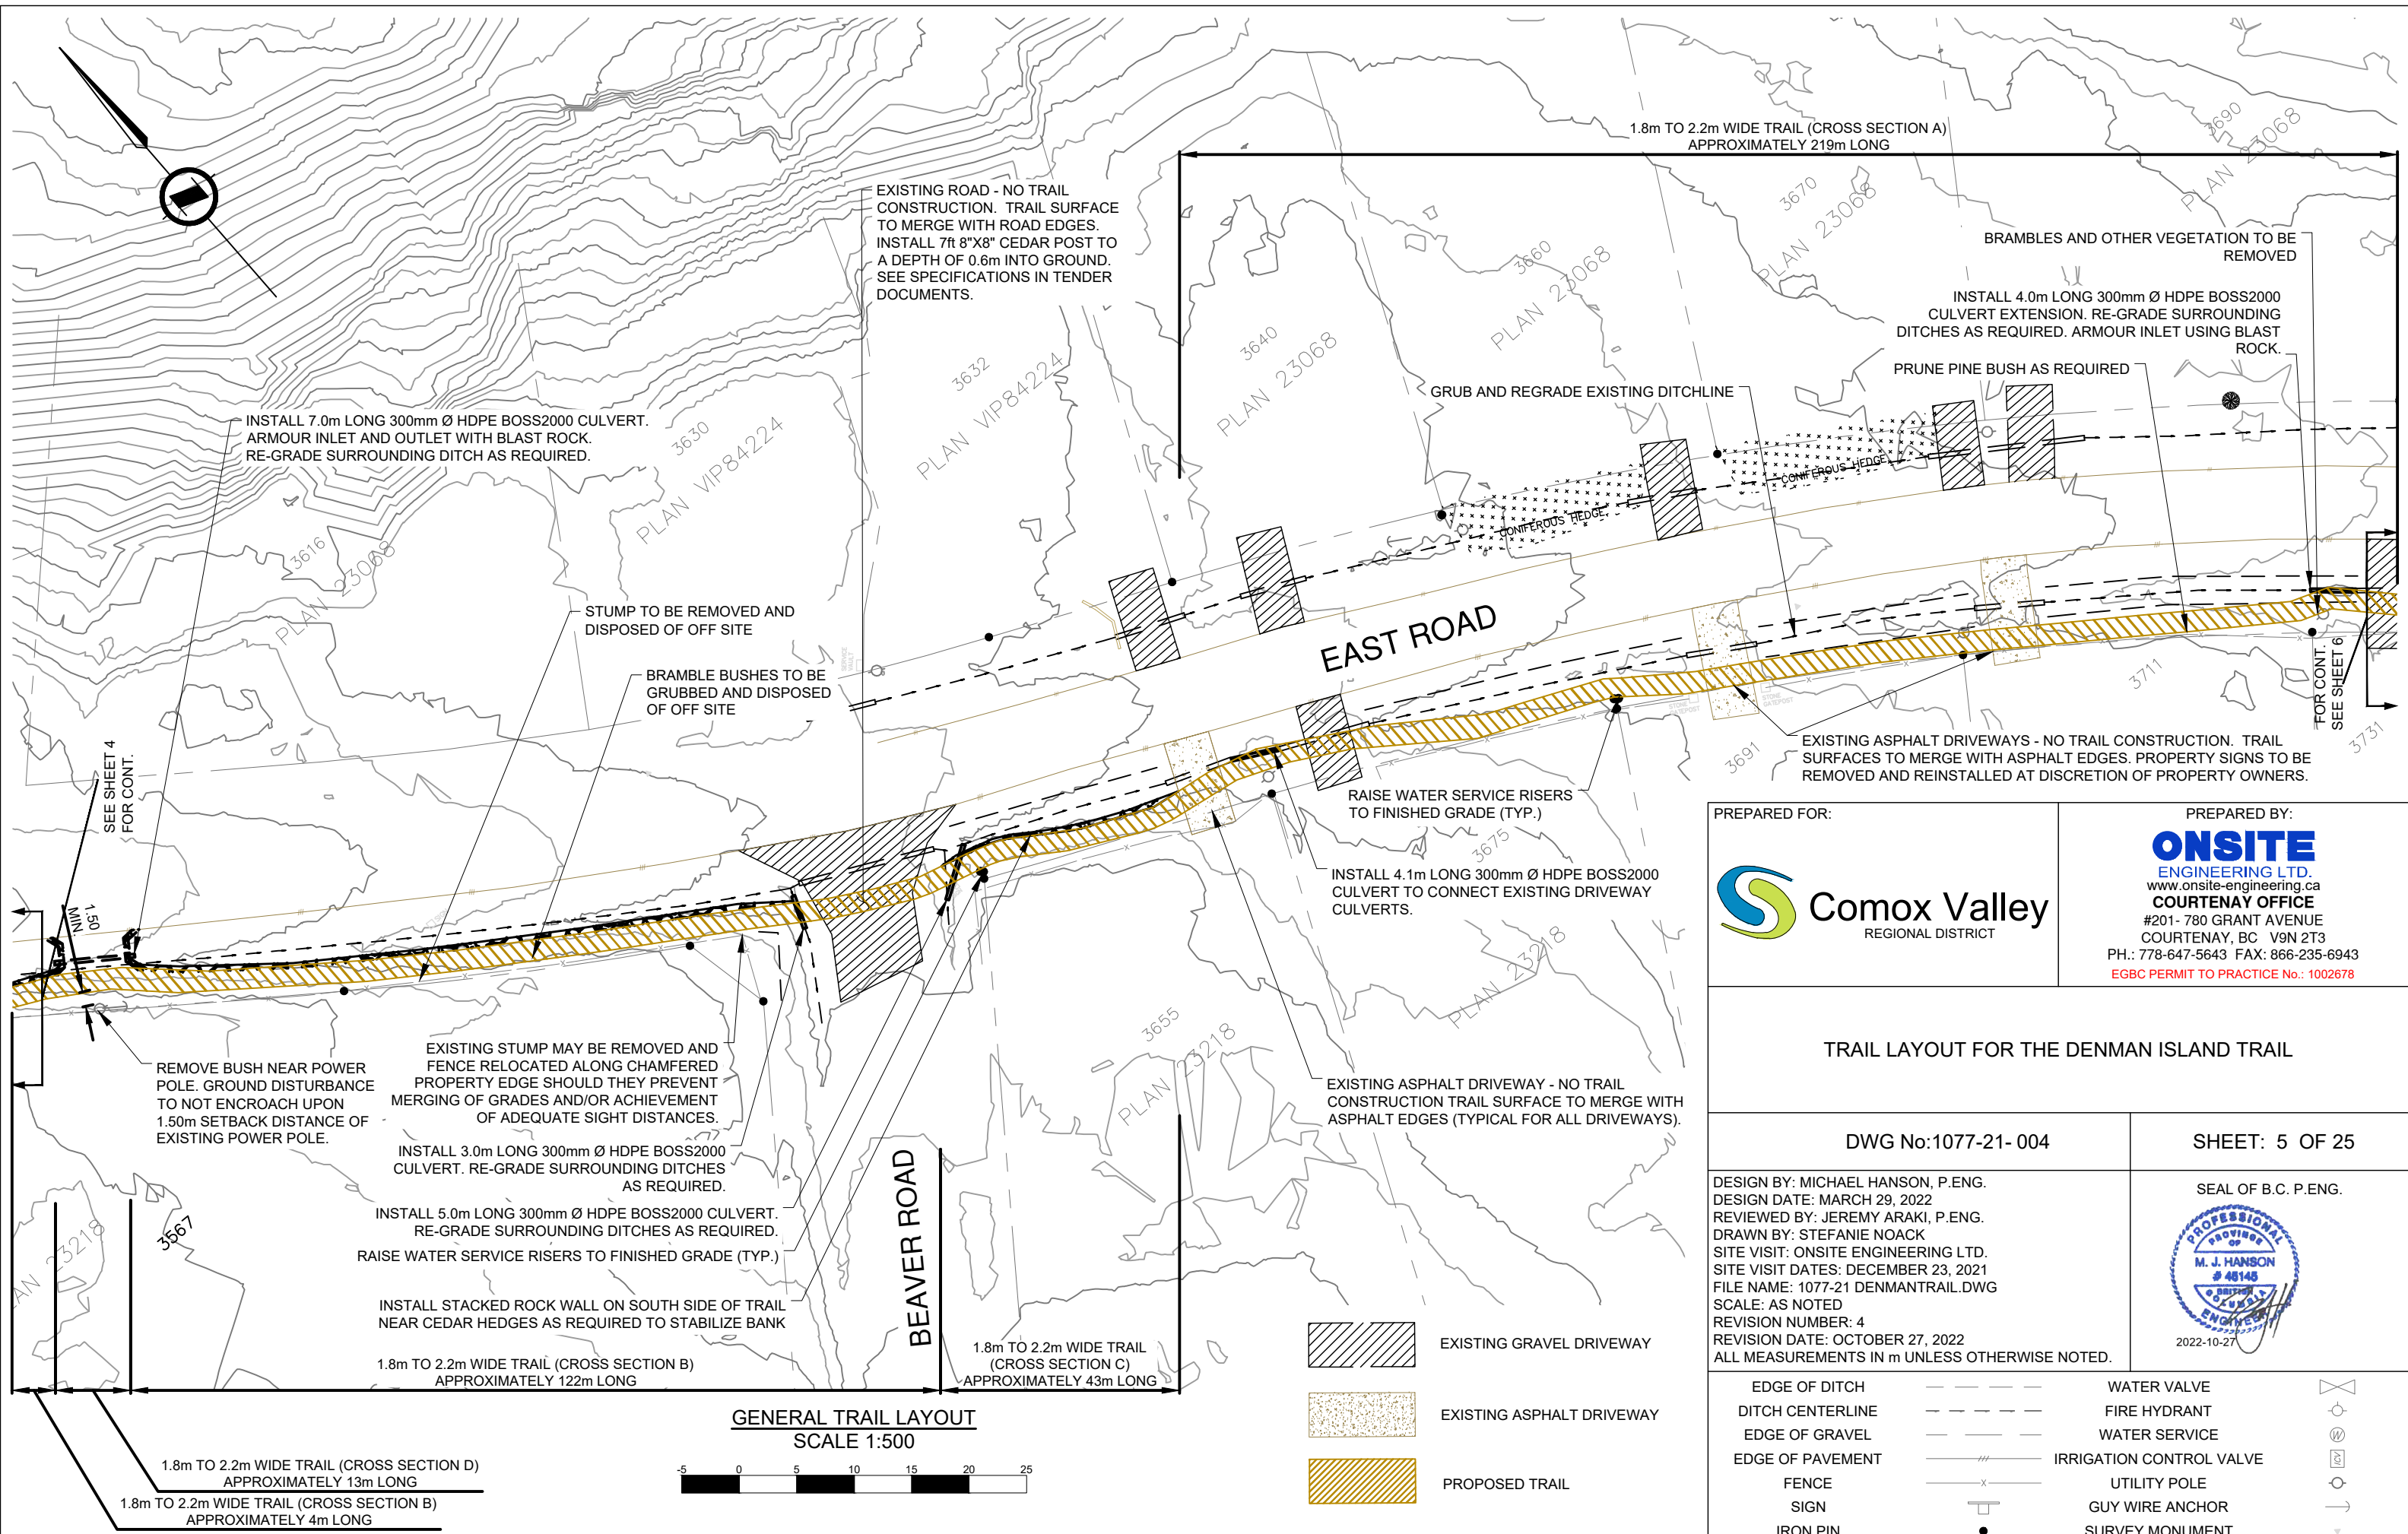 1.8m TO 2.2m WIDE TRAIL (CROSS SECTION A)
APPROXIMATELY 219m LONG
3690
PLAN 23068
3670
PLAN 23068
3660
PLAN 23068
3640
PLAN 23068
3632
PLAN VIP84224
3630
PLAN VIP84224
3616
PLAN 23068
EXISTING ROAD - NO TRAIL
CONSTRUCTION. TRAIL SURFACE
TO MERGE WITH ROAD EDGES.
INSTALL 7ft 8"X8" CEDAR POST TO
A DEPTH OF 0.6m INTO GROUND.
SEE SPECIFICATIONS IN TENDER
DOCUMENTS.
BRAMBLES AND OTHER VEGETATION TO BE
REMOVED
INSTALL 4.0m LONG 300mm Ø HDPE BOSS2000
CULVERT EXTENSION. RE-GRADE SURROUNDING
DITCHES AS REQUIRED. ARMOUR INLET USING BLAST
ROCK.
PRUNE PINE BUSH AS REQUIRED
GRUB AND REGRADE EXISTING DITCHLINE
INSTALL 7.0m LONG 300mm Ø HDPE BOSS2000 CULVERT.
ARMOUR INLET AND OUTLET WITH BLAST ROCK.
RE-GRADE SURROUNDING DITCH AS REQUIRED.
CONIFEROUS HEDGE
CONIFEROUS HEDGE
STUMP TO BE REMOVED AND
DISPOSED OF OFF SITE
BRAMBLE BUSHES TO BE
GRUBBED AND DISPOSED
OF OFF SITE
SERVICE
VAULT
EAST ROAD
STONE
GATEPOST
STONE
GATEPOST
3711
3691
3731
3675
FOR CONT.
SEE SHEET 6
SEE SHEET 4
FOR CONT.
1.50
MIN.
EXISTING ASPHALT DRIVEWAYS - NO TRAIL CONSTRUCTION. TRAIL
SURFACES TO MERGE WITH ASPHALT EDGES. PROPERTY SIGNS TO BE
REMOVED AND REINSTALLED AT DISCRETION OF PROPERTY OWNERS.
RAISE WATER SERVICE RISERS
TO FINISHED GRADE (TYP.)
INSTALL 4.1m LONG 300mm Ø HDPE BOSS2000
CULVERT TO CONNECT EXISTING DRIVEWAY
CULVERTS.
PLAN 23218
3655
PLAN 23218
EXISTING ASPHALT DRIVEWAY - NO TRAIL
CONSTRUCTION TRAIL SURFACE TO MERGE WITH
ASPHALT EDGES (TYPICAL FOR ALL DRIVEWAYS).
REMOVE BUSH NEAR POWER
POLE. GROUND DISTURBANCE
TO NOT ENCROACH UPON
1.50m SETBACK DISTANCE OF
EXISTING POWER POLE.
EXISTING STUMP MAY BE REMOVED AND
FENCE RELOCATED ALONG CHAMFERED
PROPERTY EDGE SHOULD THEY PREVENT
MERGING OF GRADES AND/OR ACHIEVEMENT
OF ADEQUATE SIGHT DISTANCES.
INSTALL 3.0m LONG 300mm Ø HDPE BOSS2000
CULVERT. RE-GRADE SURROUNDING DITCHES
AS REQUIRED.
INSTALL 5.0m LONG 300mm Ø HDPE BOSS2000 CULVERT.
RE-GRADE SURROUNDING DITCHES AS REQUIRED.
RAISE WATER SERVICE RISERS TO FINISHED GRADE (TYP.)
INSTALL STACKED ROCK WALL ON SOUTH SIDE OF TRAIL
NEAR CEDAR HEDGES AS REQUIRED TO STABILIZE BANK
BEAVER ROAD
3567
PLAN 23218
1.8m TO 2.2m WIDE TRAIL (CROSS SECTION B)
APPROXIMATELY 122m LONG
1.8m TO 2.2m WIDE TRAIL
(CROSS SECTION C)
APPROXIMATELY 43m LONG
1.8m TO 2.2m WIDE TRAIL (CROSS SECTION D)
APPROXIMATELY 13m LONG
1.8m TO 2.2m WIDE TRAIL (CROSS SECTION B)
APPROXIMATELY 4m LONG
GENERAL TRAIL LAYOUT
SCALE 1:500
-5 0 5 10 15 20 25
EXISTING GRAVEL DRIVEWAY
EXISTING ASPHALT DRIVEWAY
PROPOSED TRAIL
PREPARED FOR:
Comox Valley
REGIONAL DISTRICT
PREPARED BY:
ONSITE
ENGINEERING LTD.
www.onsite-engineering.ca
COURTENAY OFFICE
#201- 780 GRANT AVENUE
COURTENAY, BC V9N 2T3
PH.: 778-647-5643 FAX: 866-235-6943
EGBC PERMIT TO PRACTICE No.: 1002678
TRAIL LAYOUT FOR THE DENMAN ISLAND TRAIL
DWG No:1077-21- 004
SHEET: 5 OF 25
DESIGN BY: MICHAEL HANSON, P.ENG.
DESIGN DATE: MARCH 29, 2022
REVIEWED BY: JEREMY ARAKI, P.ENG.
DRAWN BY: STEFANIE NOACK
SITE VISIT: ONSITE ENGINEERING LTD.
SITE VISIT DATES: DECEMBER 23, 2021
FILE NAME: 1077-21 DENMANTRAIL.DWG
SCALE: AS NOTED
REVISION NUMBER: 4
REVISION DATE: OCTOBER 27, 2022
ALL MEASUREMENTS IN m UNLESS OTHERWISE NOTED.
SEAL OF B.C. P.ENG.
PROFESSIONAL
PROVINCE
OF
M. J. HANSON
# 45145
BRITISH
COLUMBIA
ENGINEER
2022-10-27
EDGE OF DITCH
DITCH CENTERLINE
EDGE OF GRAVEL
EDGE OF PAVEMENT
FENCE
SIGN
IRON PIN
WATER VALVE
FIRE HYDRANT
WATER SERVICE
IRRIGATION CONTROL VALVE
UTILITY POLE
GUY WIRE ANCHOR
SURVEY MONUMENT